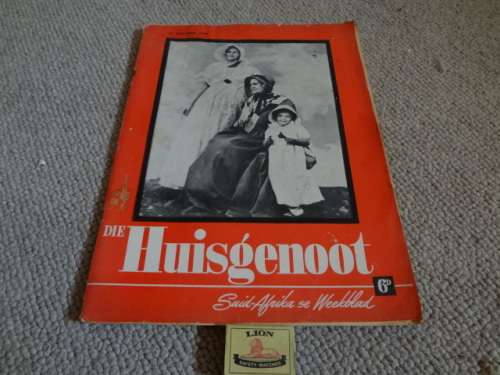 DIE
Huisgenoot
6D
Suid-Afrika se Weekblad
LION
SAFETY MATCHES